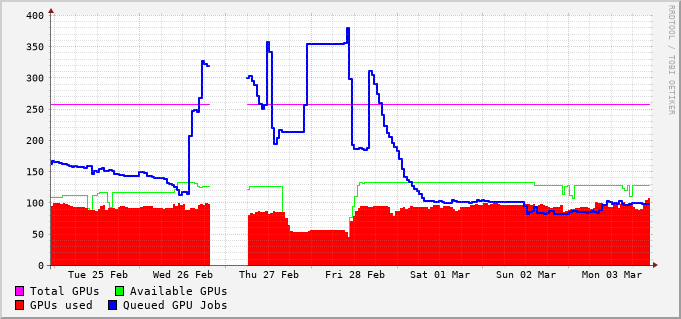 400
350
300
250
200
150
100
50
0
Tue 25 Feb Wed 26 Feb Thu 27 Feb Fri 28 Feb Sat 01 Mar Sun 02 Mar Mon 03 Mar
Total GPUs Available GPUs
GPUs used Queued GPU Jobs
RRDTOOL / TOBI OETIKER